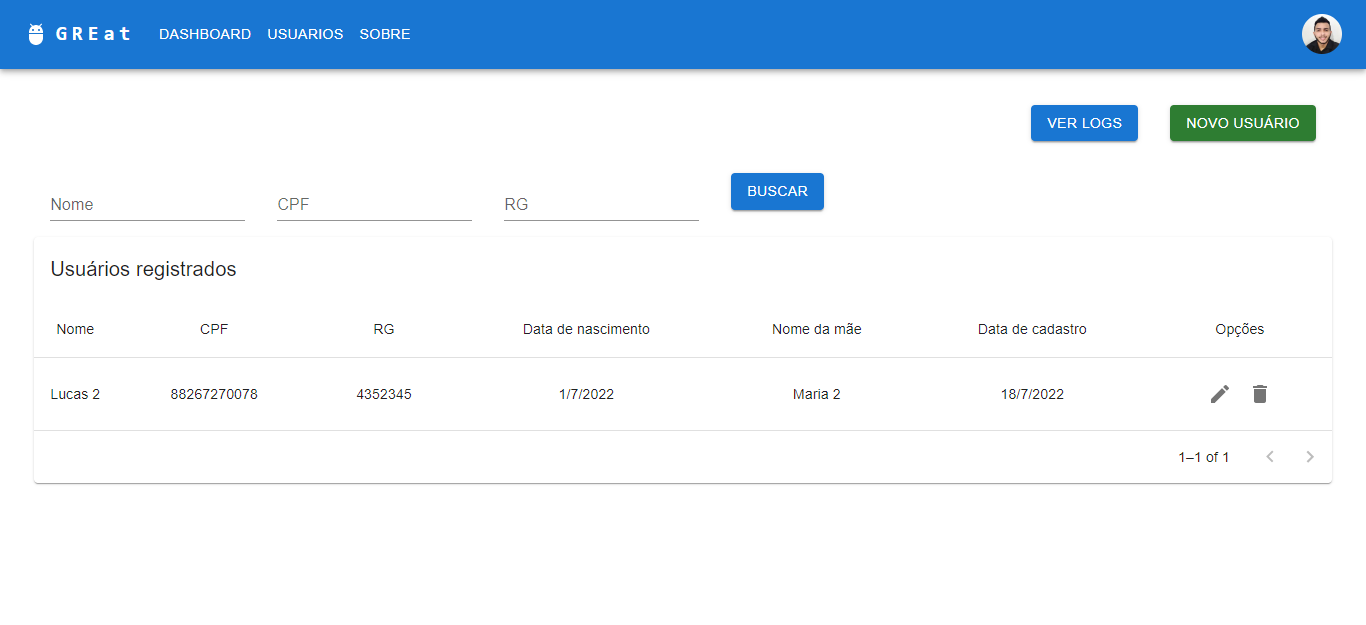 GREat DASHBOARD USUARIOS SOBRE
VER LOGS NOVO USUÁRIO
Nome CPF RG BUSCAR
Usuários registrados
Nome CPF RG Data de nascimento Nome da mãe Data de cadastro Opções
Lucas 2 88267270078 4352345 1/7/2022 Maria 2 18/7/2022
1–1 of 1